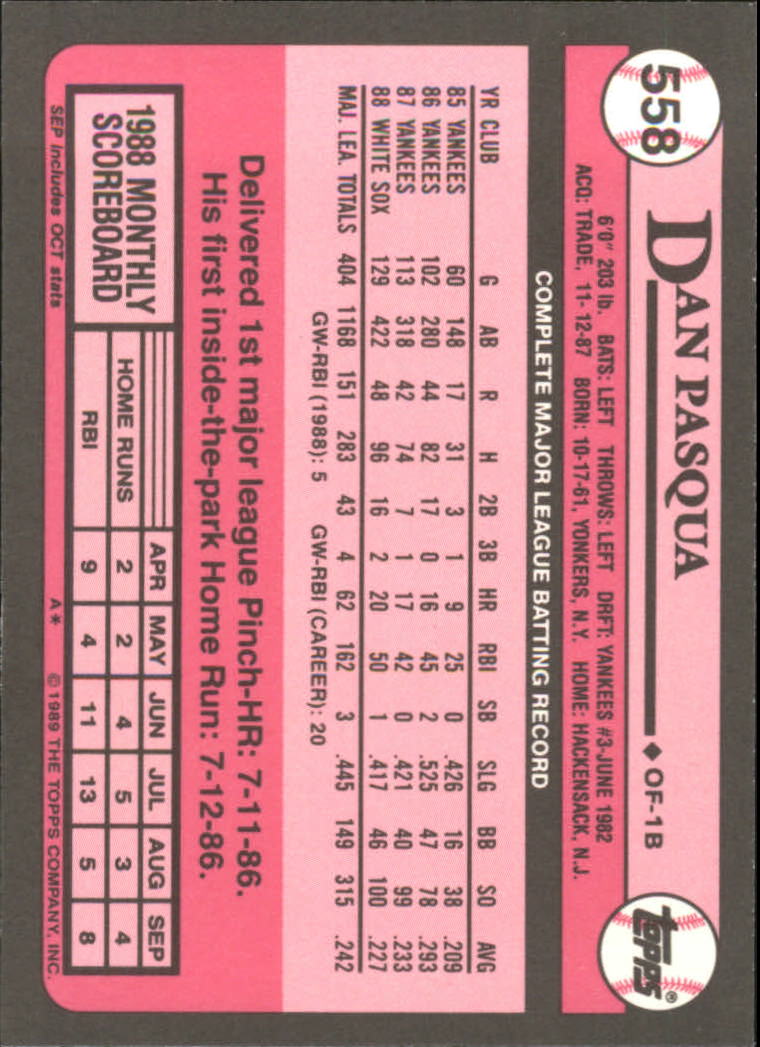 558
DAN PASQUA ◆ OF-1B
topps®
6'0" 203 lb. BATS: LEFT THROWS: LEFT DRFT: YANKEES #3-JUNE 1982
ACQ: TRADE, 11-12-87 BORN: 10-17-61, YONKERS, N.Y. HOME: HACKENSACK, N.J.
COMPLETE MAJOR LEAGUE BATTING RECORD
YR CLUB G AB R H 2B 3B HR RBI SB SLG BB SO AVG
85 YANKEES 60 148 17 31 3 1 9 25 0 .426 16 38 .209
86 YANKEES 102 280 44 82 17 0 16 45 2 .525 47 78 .293
87 YANKEES 113 318 42 74 7 1 17 42 0 .421 40 99 .233
88 WHITE SOX 129 422 48 96 16 2 20 50 1 .417 46 100 .227
MAJ. LEA. TOTALS 404 1168 151 283 43 4 62 162 3 .445 149 315 .242
GW-RBI (1988): 5 GW-RBI (CAREER): 20
Delivered 1st major league Pinch-HR: 7-11-86.
His first inside-the-park Home Run: 7-12-86.
1988 MONTHLY
SCOREBOARD
APR MAY JUN JUL AUG SEP
HOME RUNS 2 2 4 5 3 4
RBI 9 4 11 13 5 8
SEP includes OCT stats A* © 1989 THE TOPPS COMPANY, INC.